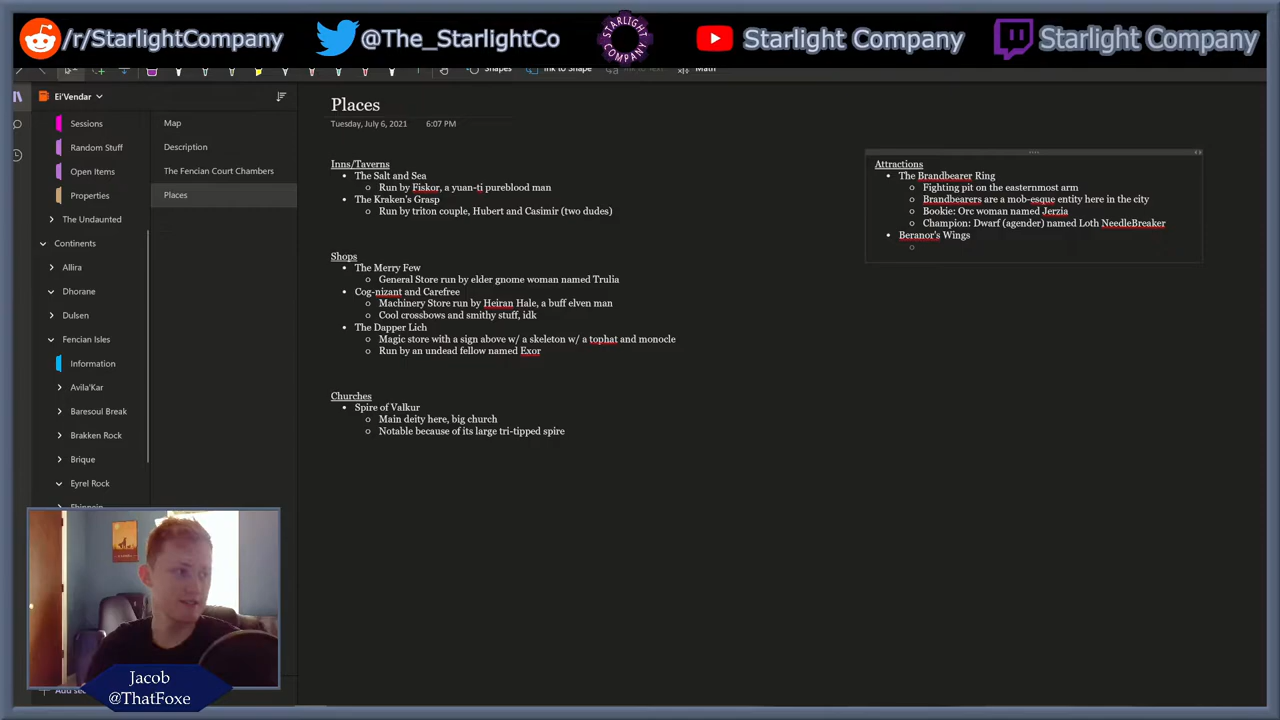 /r/StarlightCompany
@The_StarlightCo
STARLIGHT COMPANY
Starlight Company
Starlight Company
Shapes
Ink to Shape
Math
Ei'Vendar
Sessions
Random Stuff
Open Items
Properties
The Undaunted
Continents
Allira
Dhorane
Dulsen
Fencian Isles
Information
Avila'Kar
Baresoul Break
Brakken Rock
Brique
Eyrel Rock
Map
Description
The Fencian Court Chambers
Places
Places
Tuesday, July 6, 2021 6:07 PM
Inns/Taverns
• The Salt and Sea
○ Run by Fiskor, a yuan-ti pureblood man
• The Kraken's Grasp
○ Run by triton couple, Hubert and Casimir (two dudes)
Shops
• The Merry Few
○ General Store run by elder gnome woman named Trulia
• Cog-nizant and Carefree
○ Machinery Store run by Heiran Hale, a buff elven man
○ Cool crossbows and smithy stuff, idk
• The Dapper Lich
○ Magic store with a sign above w/ a skeleton w/ a tophat and monocle
○ Run by an undead fellow named Exor
Churches
• Spire of Valkur
○ Main deity here, big church
○ Notable because of its large tri-tipped spire
Attractions
• The Brandbearer Ring
○ Fighting pit on the easternmost arm
○ Brandbearers are a mob-esque entity here in the city
○ Bookie: Orc woman named Jerzia
○ Champion: Dwarf (agender) named Loth NeedleBreaker
• Beranor's Wings
Jacob
@ThatFoxe